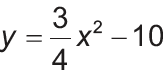 y = 3/4 x² − 10